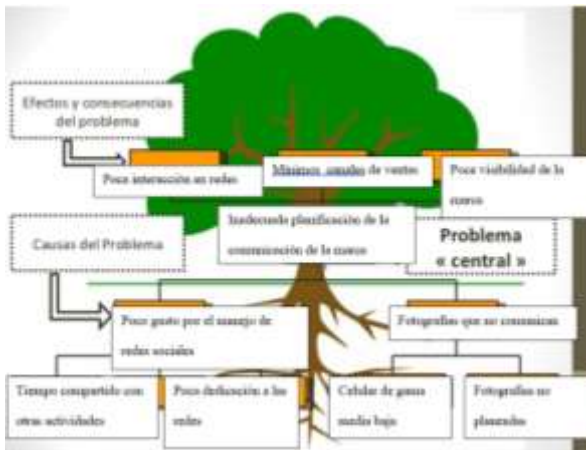 Efectos y consecuencias
del problema
Poca interacción en redes
Mínimos canales de ventas
Poca visibilidad de la
marca
Inadecuada planificación de la
comunicación de la marca
Causas del Problema
Problema
« central »
Poco gusto por el manejo de
redes sociales
Fotografías que no comunican
Tiempo compartido con
otras actividades
Poca dedicación a las
redes
Celular de gama
media baja
Fotografías no
planeadas